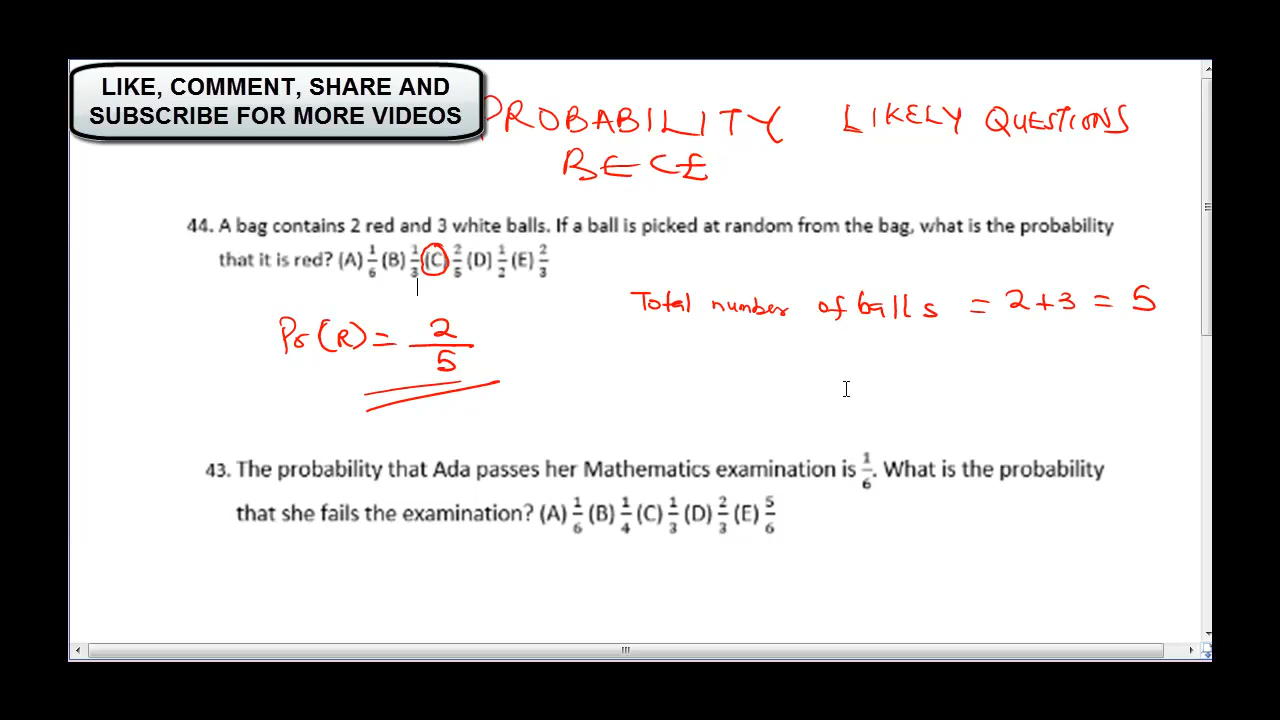 LIKE, COMMENT, SHARE AND
SUBSCRIBE FOR MORE VIDEOS
PROBABILITY LIKELY QUESTIONS
BECE
44. A bag contains 2 red and 3 white balls. If a ball is picked at random from the bag, what is the probability
that it is red? (A) 1/6 (B) 1/3 (C) 2/5 (D) 1/2 (E) 2/3
Total number of balls = 2+3 = 5
Pr(R) = 2/5
43. The probability that Ada passes her Mathematics examination is 1/6. What is the probability
that she fails the examination? (A) 1/6 (B) 1/4 (C) 1/3 (D) 2/3 (E) 5/6